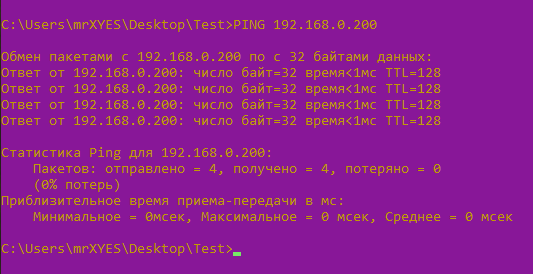 C:\Users\mrXYES\Desktop\Test>PING 192.168.0.200
Обмен пакетами с 192.168.0.200 по с 32 байтами данных:
Ответ от 192.168.0.200: число байт=32 время<1мс TTL=128
Ответ от 192.168.0.200: число байт=32 время<1мс TTL=128
Ответ от 192.168.0.200: число байт=32 время<1мс TTL=128
Ответ от 192.168.0.200: число байт=32 время<1мс TTL=128
Статистика Ping для 192.168.0.200:
Пакетов: отправлено = 4, получено = 4, потеряно = 0
(0% потерь)
Приблизительное время приема-передачи в мс:
Минимальное = 0мсек, Максимальное = 0 мсек, Среднее = 0 мсек
C:\Users\mrXYES\Desktop\Test>